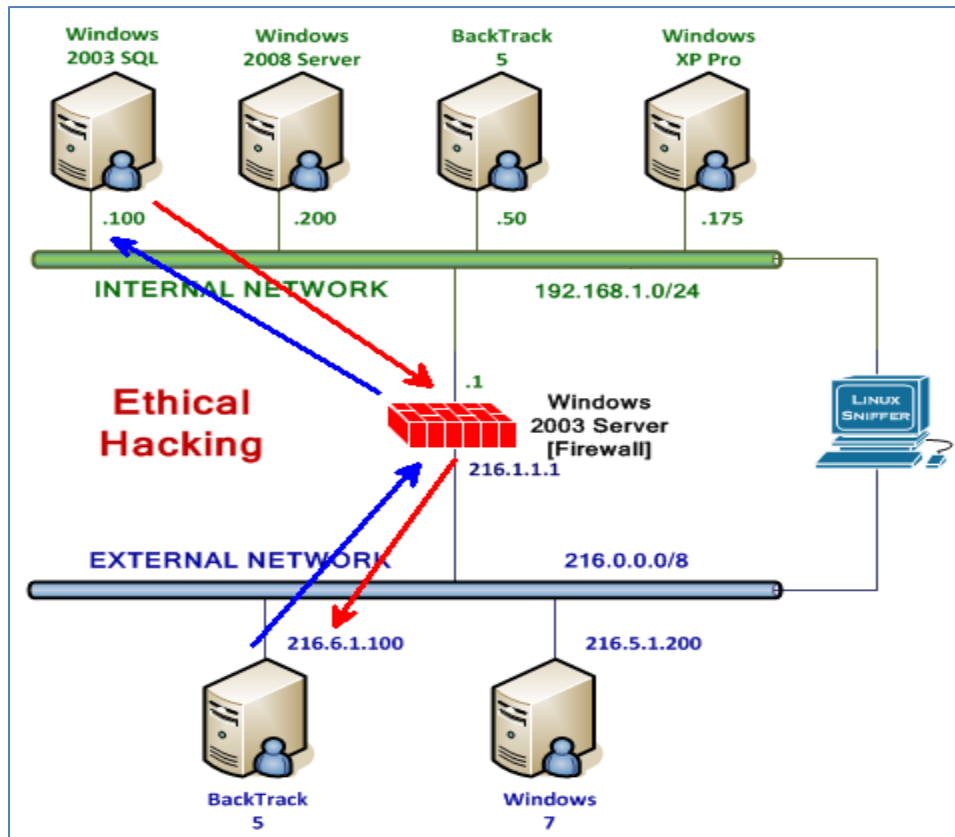 Windows
2003 SQL
Windows
2008 Server
BackTrack
5
Windows
XP Pro
.100
.200
.50
.175
INTERNAL NETWORK
192.168.1.0/24
.1
Ethical
Hacking
Windows
2003 Server
[Firewall]
LINUX
SNIFFER
216.1.1.1
EXTERNAL NETWORK
216.0.0.0/8
216.6.1.100
216.5.1.200
BackTrack
5
Windows
7